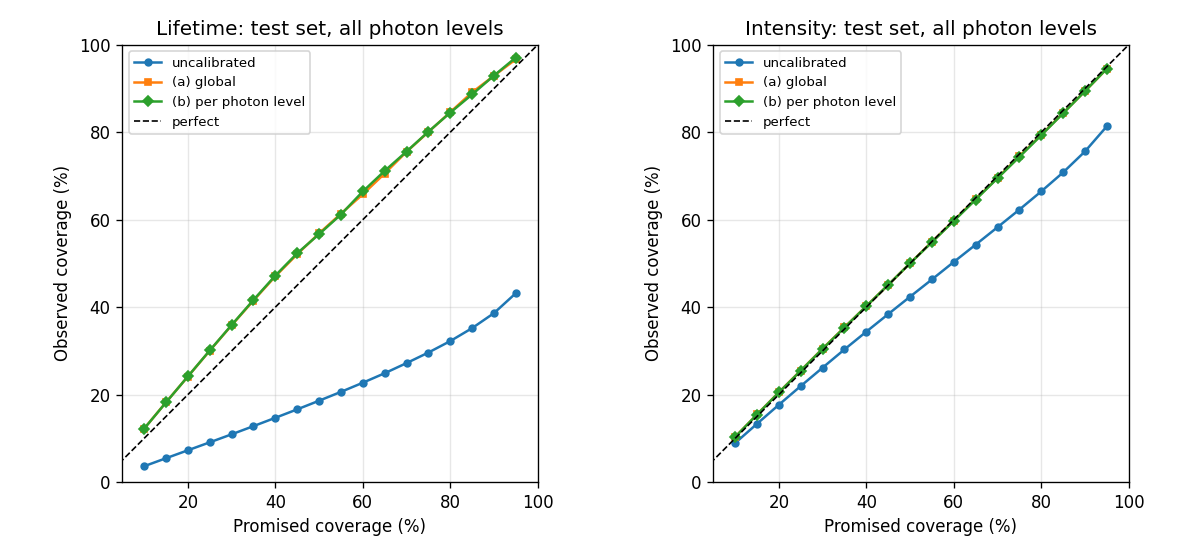 Lifetime: test set, all photon levels
100
80
60
40
20
0
Observed coverage (%)
uncalibrated
(a) global
(b) per photon level
perfect
20
40
60
80
100
Promised coverage (%)
Intensity: test set, all photon levels
100
80
60
40
20
0
Observed coverage (%)
uncalibrated
(a) global
(b) per photon level
perfect
20
40
60
80
100
Promised coverage (%)